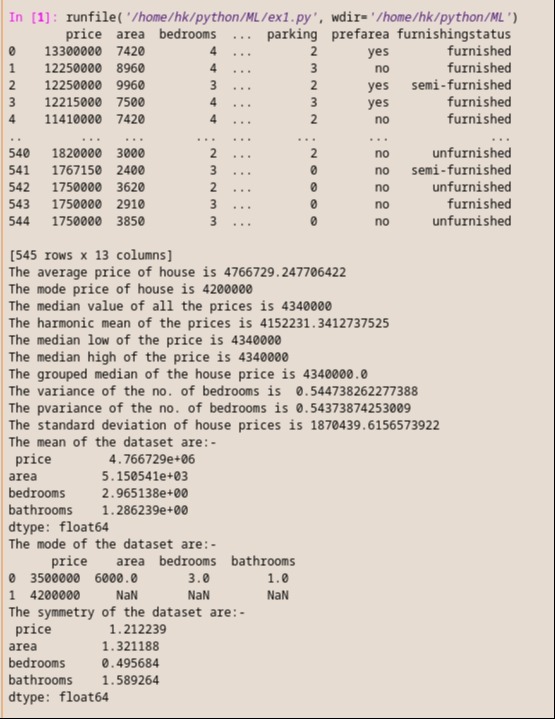 In [1]: runfile('/home/hk/python/ML/ex1.py', wdir='/home/hk/python/ML')
price area bedrooms ... parking prefarea furnishingstatus
0 13300000 7420 4 ... 2 yes furnished
1 12250000 8960 4 ... 3 no furnished
2 12250000 9960 3 ... 2 yes semi-furnished
3 12215000 7500 4 ... 3 yes furnished
4 11410000 7420 4 ... 2 no furnished
.. ... ... ... ... ... ... ...
540 1820000 3000 2 ... 2 no unfurnished
541 1767150 2400 3 ... 0 no semi-furnished
542 1750000 3620 2 ... 0 no unfurnished
543 1750000 2910 3 ... 0 no furnished
544 1750000 3850 3 ... 0 no unfurnished
[545 rows x 13 columns]
The average price of house is 4766729.247706422
The mode price of house is 4200000
The median value of all the prices is 4340000
The harmonic mean of the prices is 4152231.3412737525
The median low of the price is 4340000
The median high of the price is 4340000
The grouped median of the house price is 4340000.0
The variance of the no. of bedrooms is 0.544738262277388
The pvariance of the no. of bedrooms is 0.54373874253009
The standard deviation of house prices is 1870439.6156573922
The mean of the dataset are:-
price 4.766729e+06
area 5.150541e+03
bedrooms 2.965138e+00
bathrooms 1.286239e+00
dtype: float64
The mode of the dataset are:-
price area bedrooms bathrooms
0 3500000 6000.0 3.0 1.0
1 4200000 NaN NaN NaN
The symmetry of the dataset are:-
price 1.212239
area 1.321188
bedrooms 0.495684
bathrooms 1.589264
dtype: float64